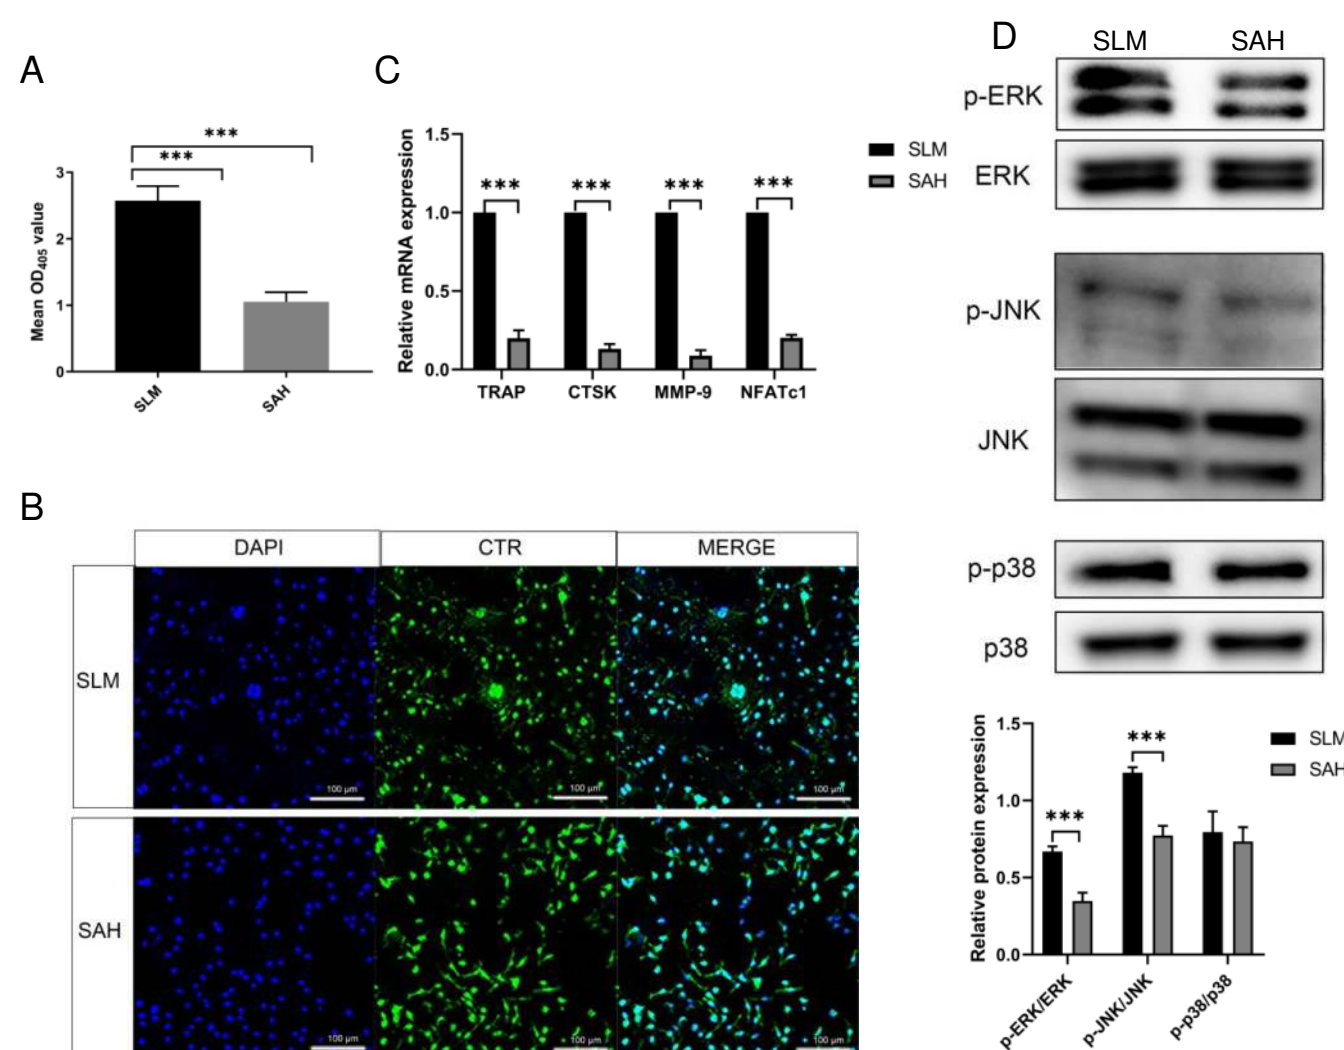 A
***
***
3
2
1
0
Mean OD405 value
SLM
SAH
C
1.5
1.0
0.5
0.0
Relative mRNA expression
***
***
***
***
TRAP
CTSK
MMP-9
NFATc1
SLM
SAH
D
SLM
SAH
p-ERK
ERK
p-JNK
JNK
p-p38
p38
1.5
1.0
0.5
0.0
Relative protein expression
***
***
SLM
SAH
p-ERK/ERK
p-JNK/JNK
p-p38/p38
B
DAPI
CTR
MERGE
SLM
100 μm
100 μm
100 μm
SAH
100 μm
100 μm
100 μm